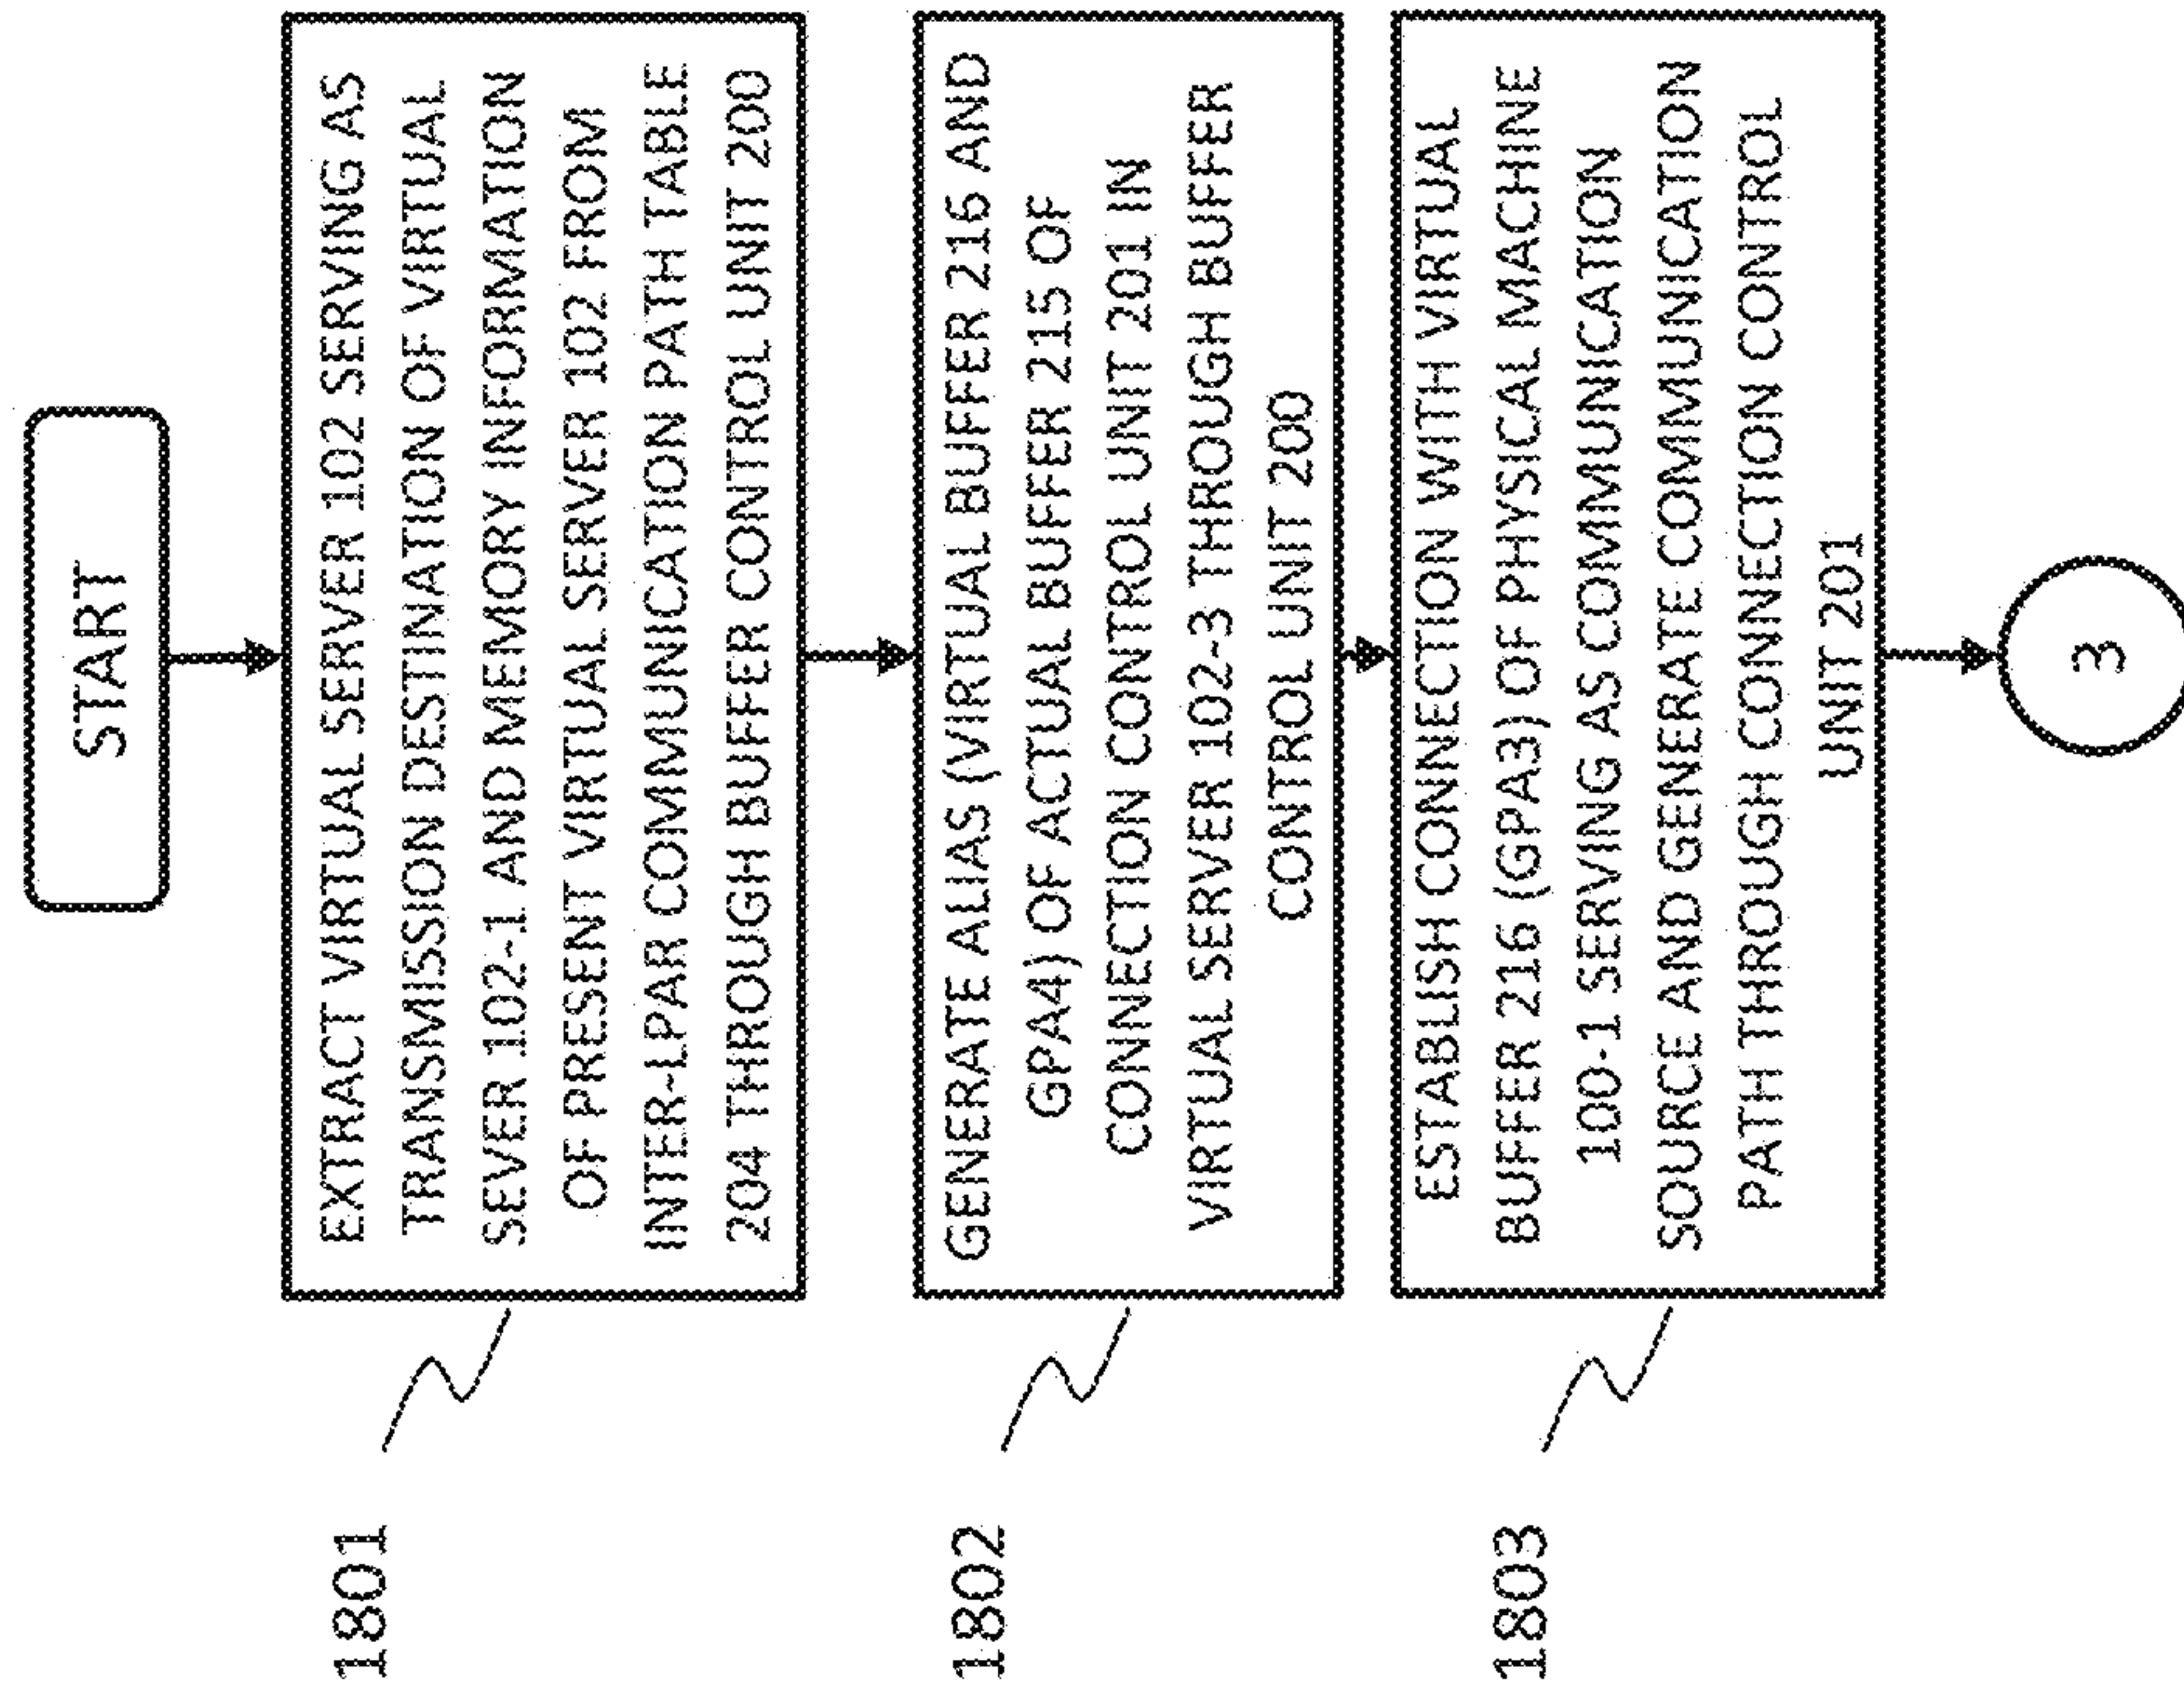 START
1801
EXTRACT VIRTUAL SERVER 102 SERVING AS
TRANSMISSION DESTINATION OF VIRTUAL
SEVER 102-1 AND MEMORY INFORMATION
OF PRESENT VIRTUAL SERVER 102 FROM
INTER-LPAR COMMUNICATION PATH TABLE
204 THROUGH BUFFER CONTROL UNIT 200
1802
GENERATE ALIAS (VIRTUAL BUFFER 216 AND
GPA4) OF ACTUAL BUFFER 215 OF
CONNECTION CONTROL UNIT 201 IN
VIRTUAL SERVER 102-3 THROUGH BUFFER
CONTROL UNIT 200
1803
ESTABLISH CONNECTION WITH VIRTUAL
BUFFER 216 (GPA3) OF PHYSICAL MACHINE
100-1 SERVING AS COMMUNICATION
SOURCE AND GENERATE COMMUNICATION
PATH THROUGH CONNECTION CONTROL
UNIT 201
3